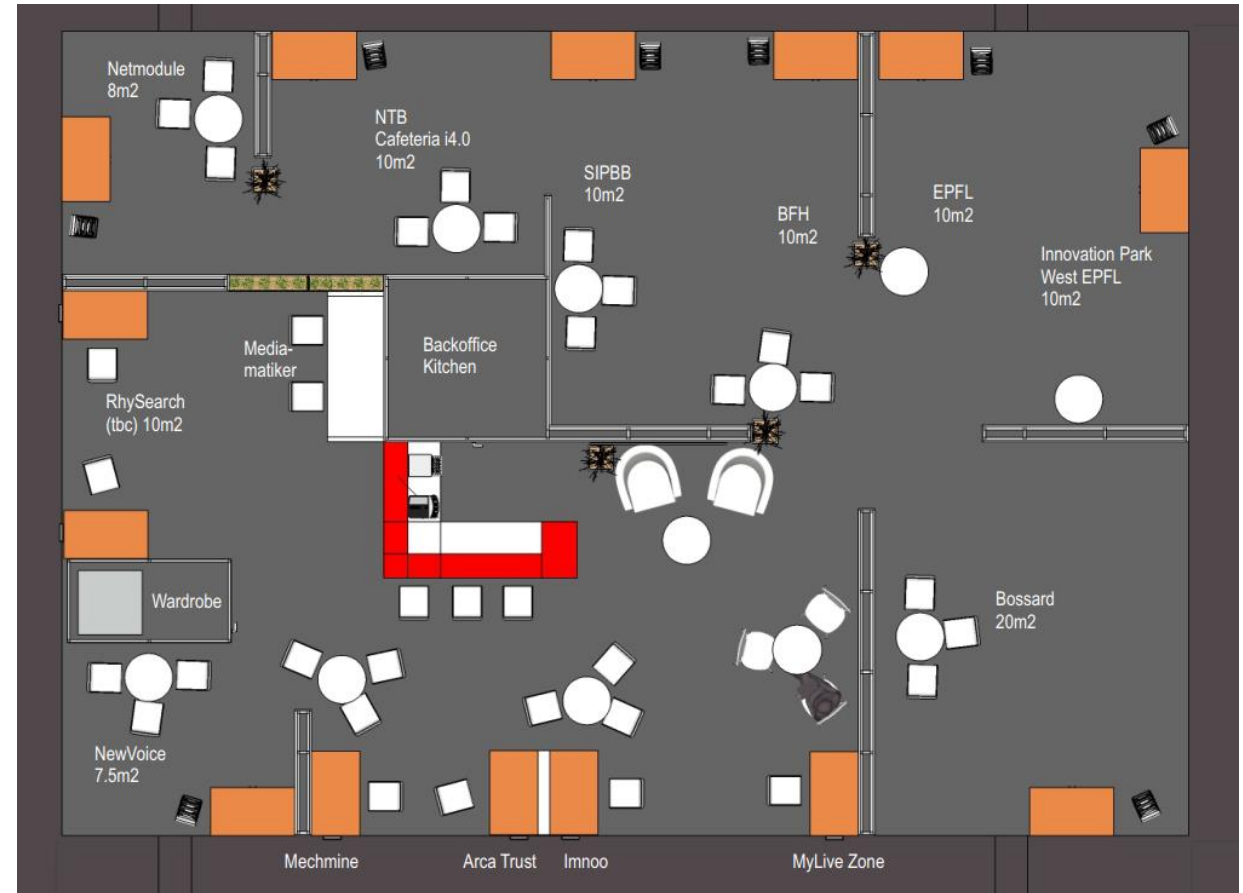 Netmodule
8m2
NTB
Cafeteria i4.0
10m2
SIPBB
10m2
BFH
10m2
EPFL
10m2
Innovation Park
West EPFL
10m2
Media-
matiker
Backoffice
Kitchen
RhySearch
(tbc) 10m2
Wardrobe
Bossard
20m2
NewVoice
7.5m2
Mechmine
Arca Trust
Imnoo
MyLive Zone